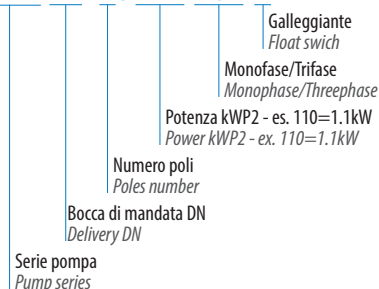 Galleggiante
Float swich
Monofase/Trifase
Monophase/Threephase
Potenza kWP2 - es. 110=1.1kW
Power kWP2 - ex. 110=1.1kW
Numero poli
Poles number
Bocca di mandata DN
Delivery DN
Serie pompa
Pump series